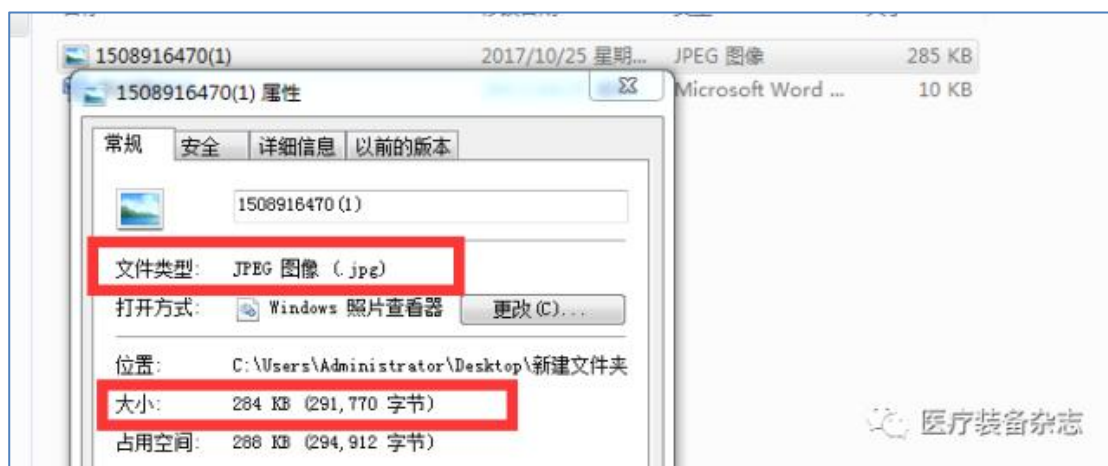 1508916470(1) 2017/10/25 星期... JPEG 图像 285 KB
1508916470(1) 属性 Microsoft Word ... 10 KB
常规 安全 详细信息 以前的版本
1508916470(1)
文件类型: JPEG 图像 (.jpg)
打开方式: Windows 照片查看器 更改(C)...
位置: C:\Users\Administrator\Desktop\新建文件夹
大小: 284 KB (291,770 字节)
占用空间: 288 KB (294,912 字节)
医疗装备杂志